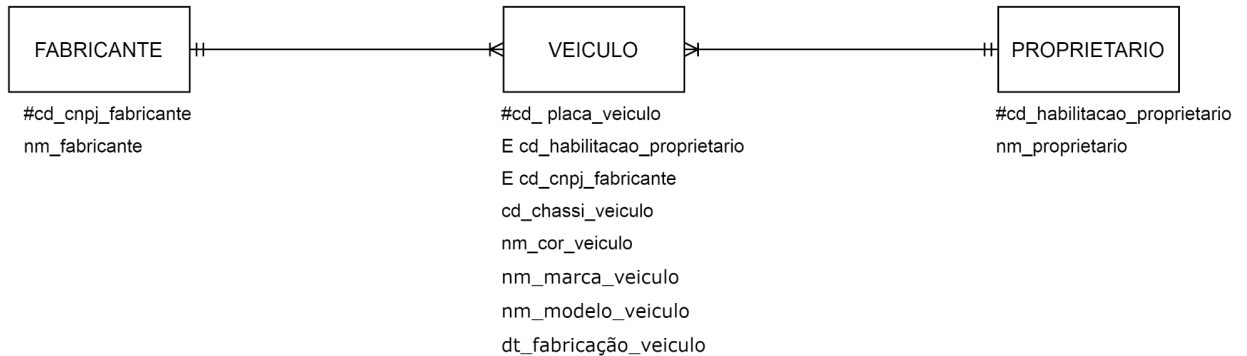 FABRICANTE
#cd_cnpj_fabricante
nm_fabricante
VEICULO
#cd_ placa_veiculo
E cd_habilitacao_proprietario
E cd_cnpj_fabricante
cd_chassi_veiculo
nm_cor_veiculo
nm_marca_veiculo
nm_modelo_veiculo
dt_fabricação_veiculo
PROPRIETARIO
#cd_habilitacao_proprietario
nm_proprietario